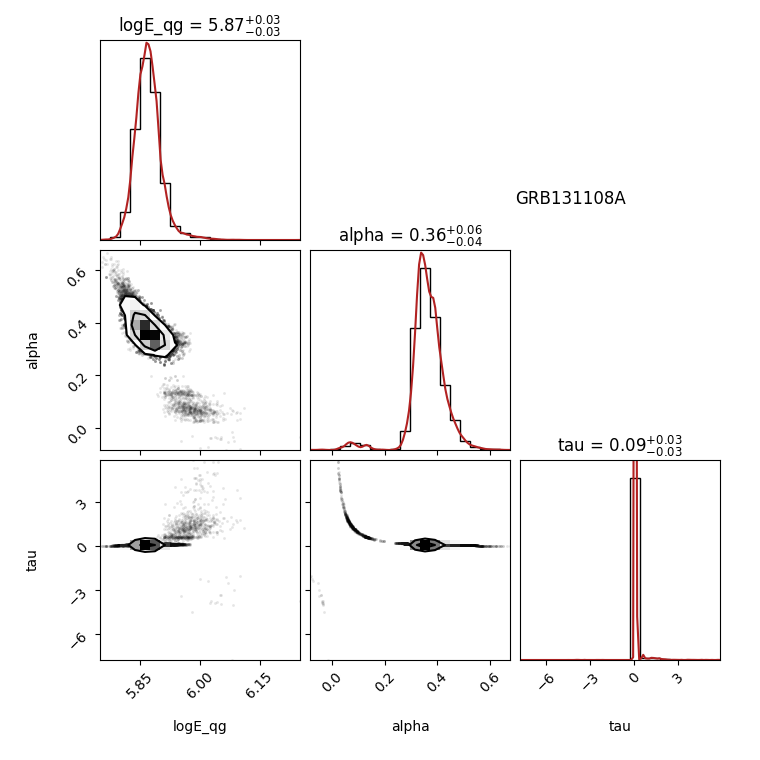 logE_qg = 5.87+0.03−0.03
GRB131108A
alpha = 0.36+0.06−0.04
0.6
0.4
0.2
0.0
alpha
tau = 0.09+0.03−0.03
3
0
−3
−6
tau
5.85 6.00 6.15
0.0 0.2 0.4 0.6
−6 −3 0 3
logE_qg alpha tau